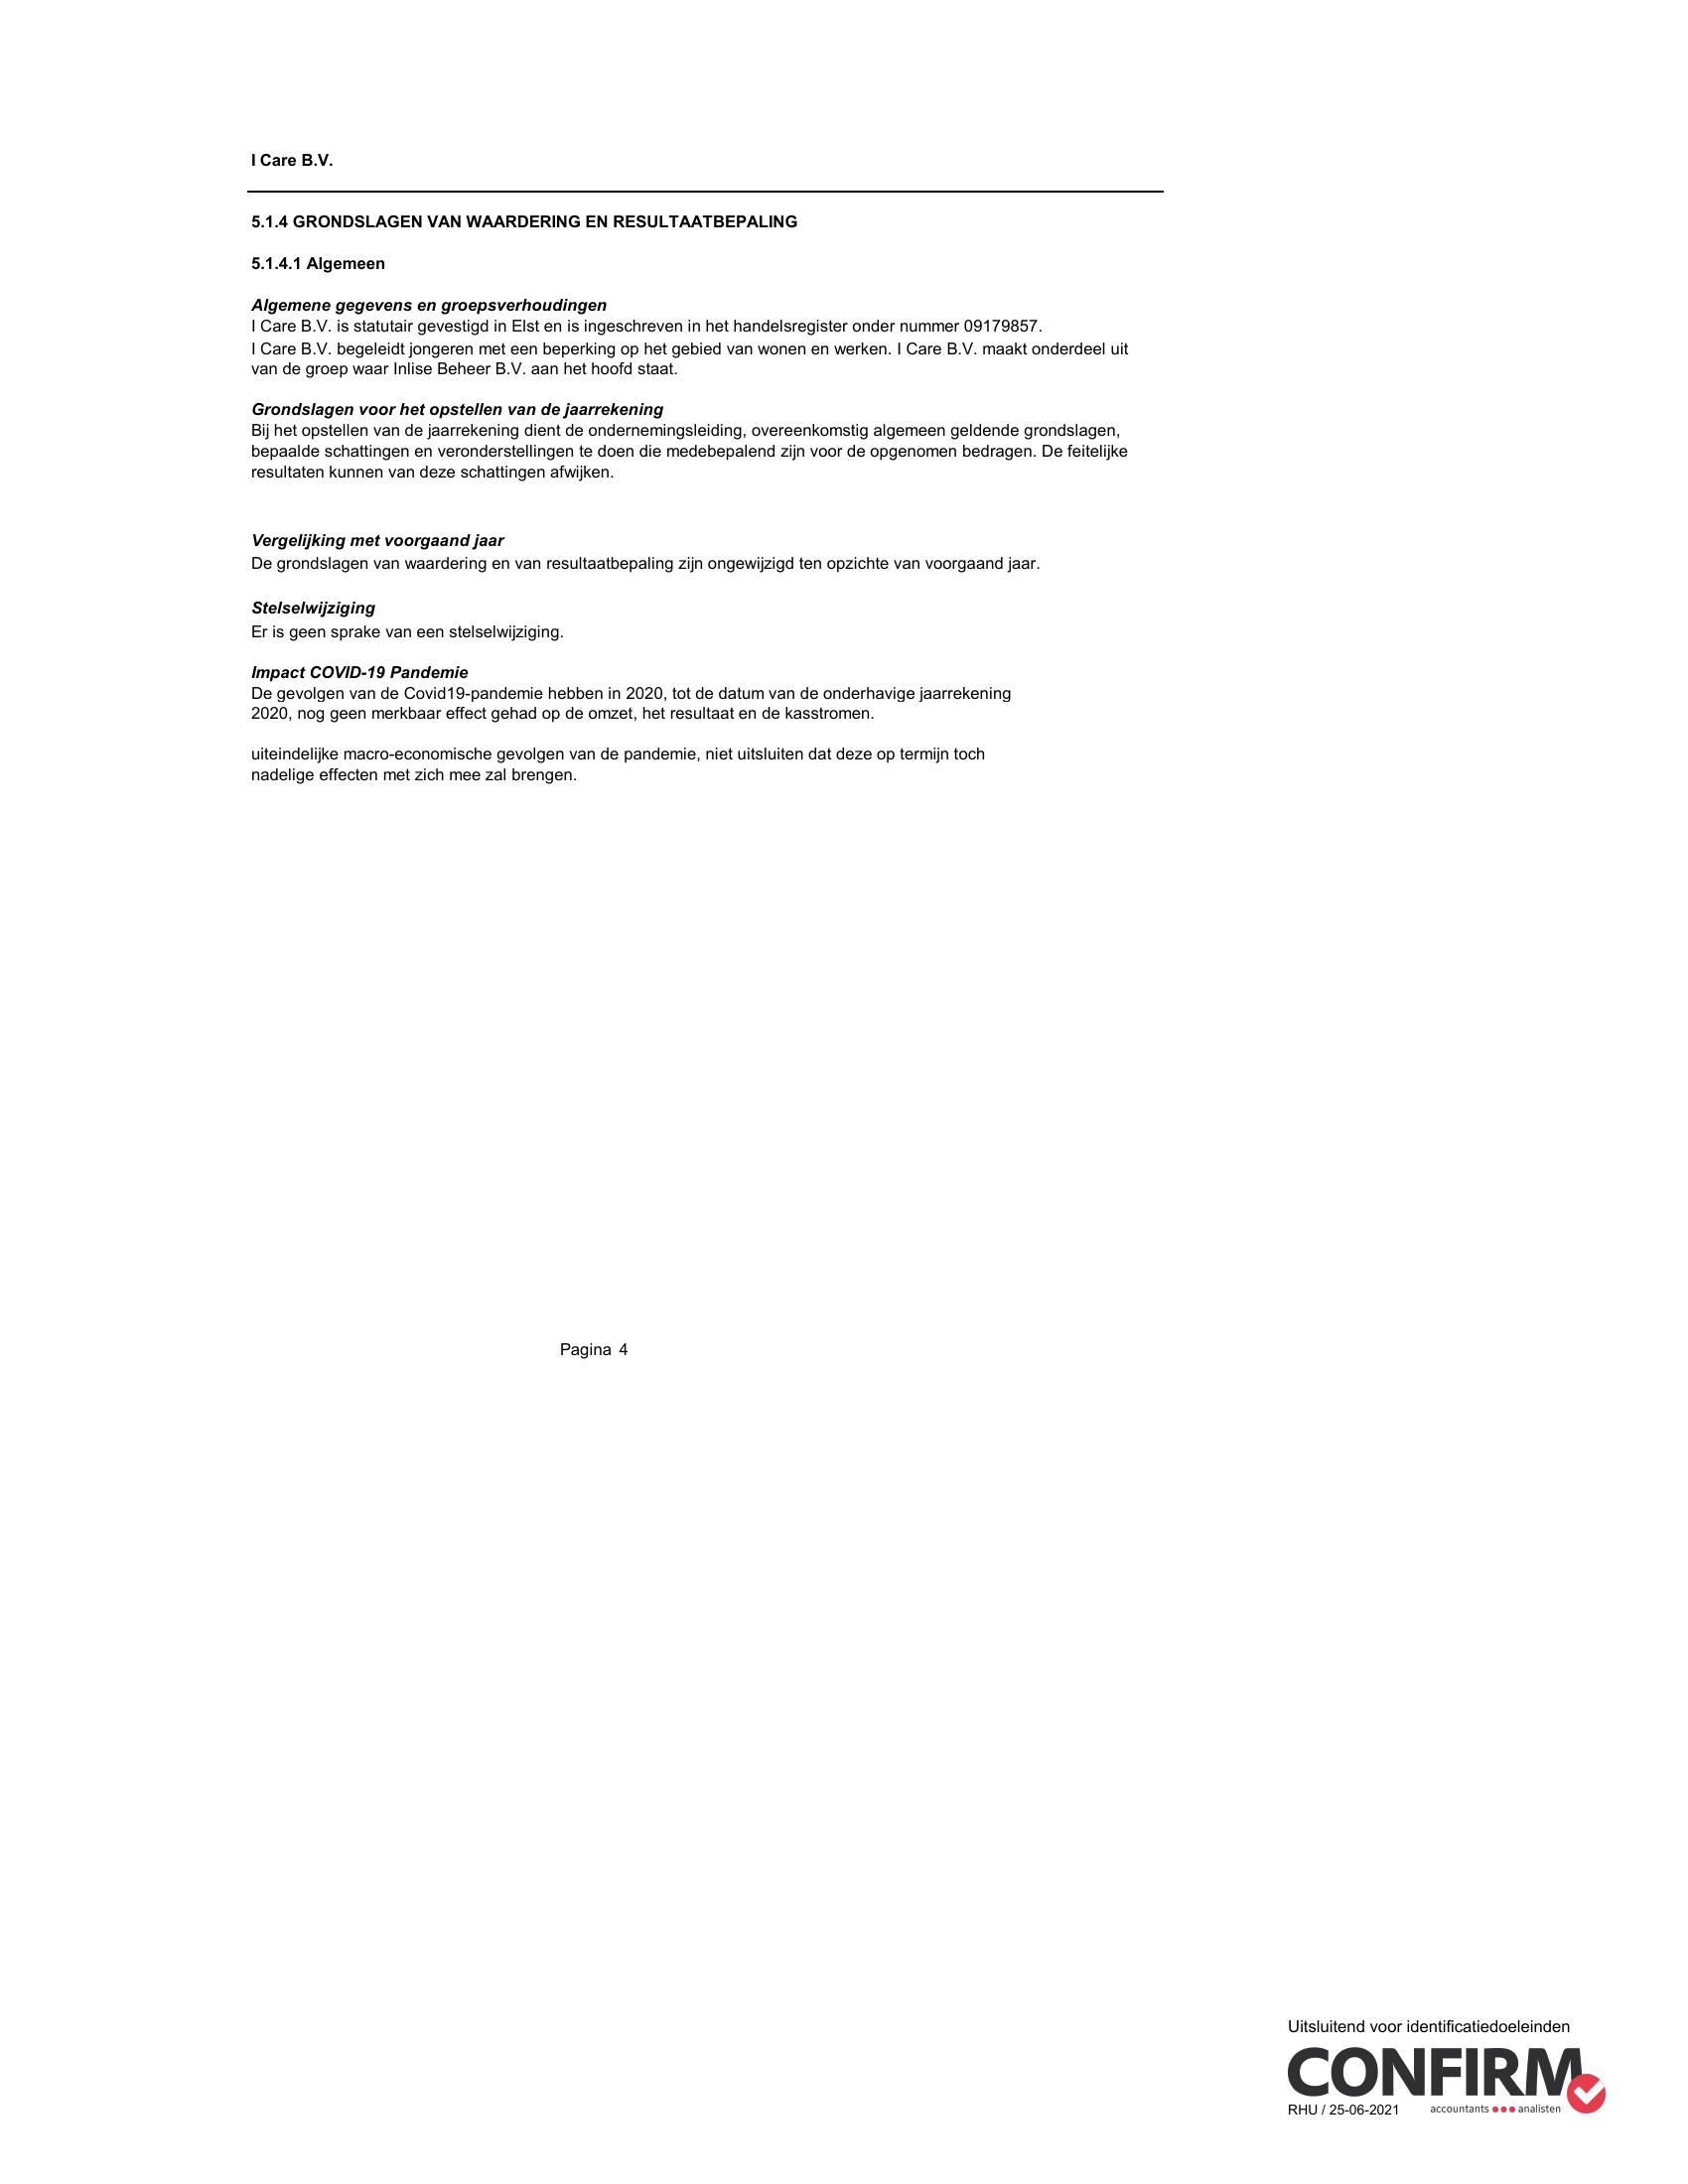 I Care B.V.
5.1.4 GRONDSLAGEN VAN WAARDERING EN RESULTAATBEPALING
5.1.4.1 Algemeen
Algemene gegevens en groepsverhoudingen
I Care B.V. is statutair gevestigd in Elst en is ingeschreven in het handelsregister onder nummer 09179857.
I Care B.V. begeleidt jongeren met een beperking op het gebied van wonen en werken. I Care B.V. maakt onderdeel uit
van de groep waar Inlise Beheer B.V. aan het hoofd staat.
Grondslagen voor het opstellen van de jaarrekening
Bij het opstellen van de jaarrekening dient de ondernemingsleiding, overeenkomstig algemeen geldende grondslagen,
bepaalde schattingen en veronderstellingen te doen die medebepalend zijn voor de opgenomen bedragen. De feitelijke
resultaten kunnen van deze schattingen afwijken.
Vergelijking met voorgaand jaar
De grondslagen van waardering en van resultaatbepaling zijn ongewijzigd ten opzichte van voorgaand jaar.
Stelselwijziging
Er is geen sprake van een stelselwijziging.
Impact COVID-19 Pandemie
De gevolgen van de Covid19-pandemie hebben in 2020, tot de datum van de onderhavige jaarrekening
2020, nog geen merkbaar effect gehad op de omzet, het resultaat en de kasstromen.
uiteindelijke macro-economische gevolgen van de pandemie, niet uitsluiten dat deze op termijn toch
nadelige effecten met zich mee zal brengen.
Pagina 4
Uitsluitend voor identificatiedoeleinden
CONFIRM
RHU / 25-06-2021
accountants analisten